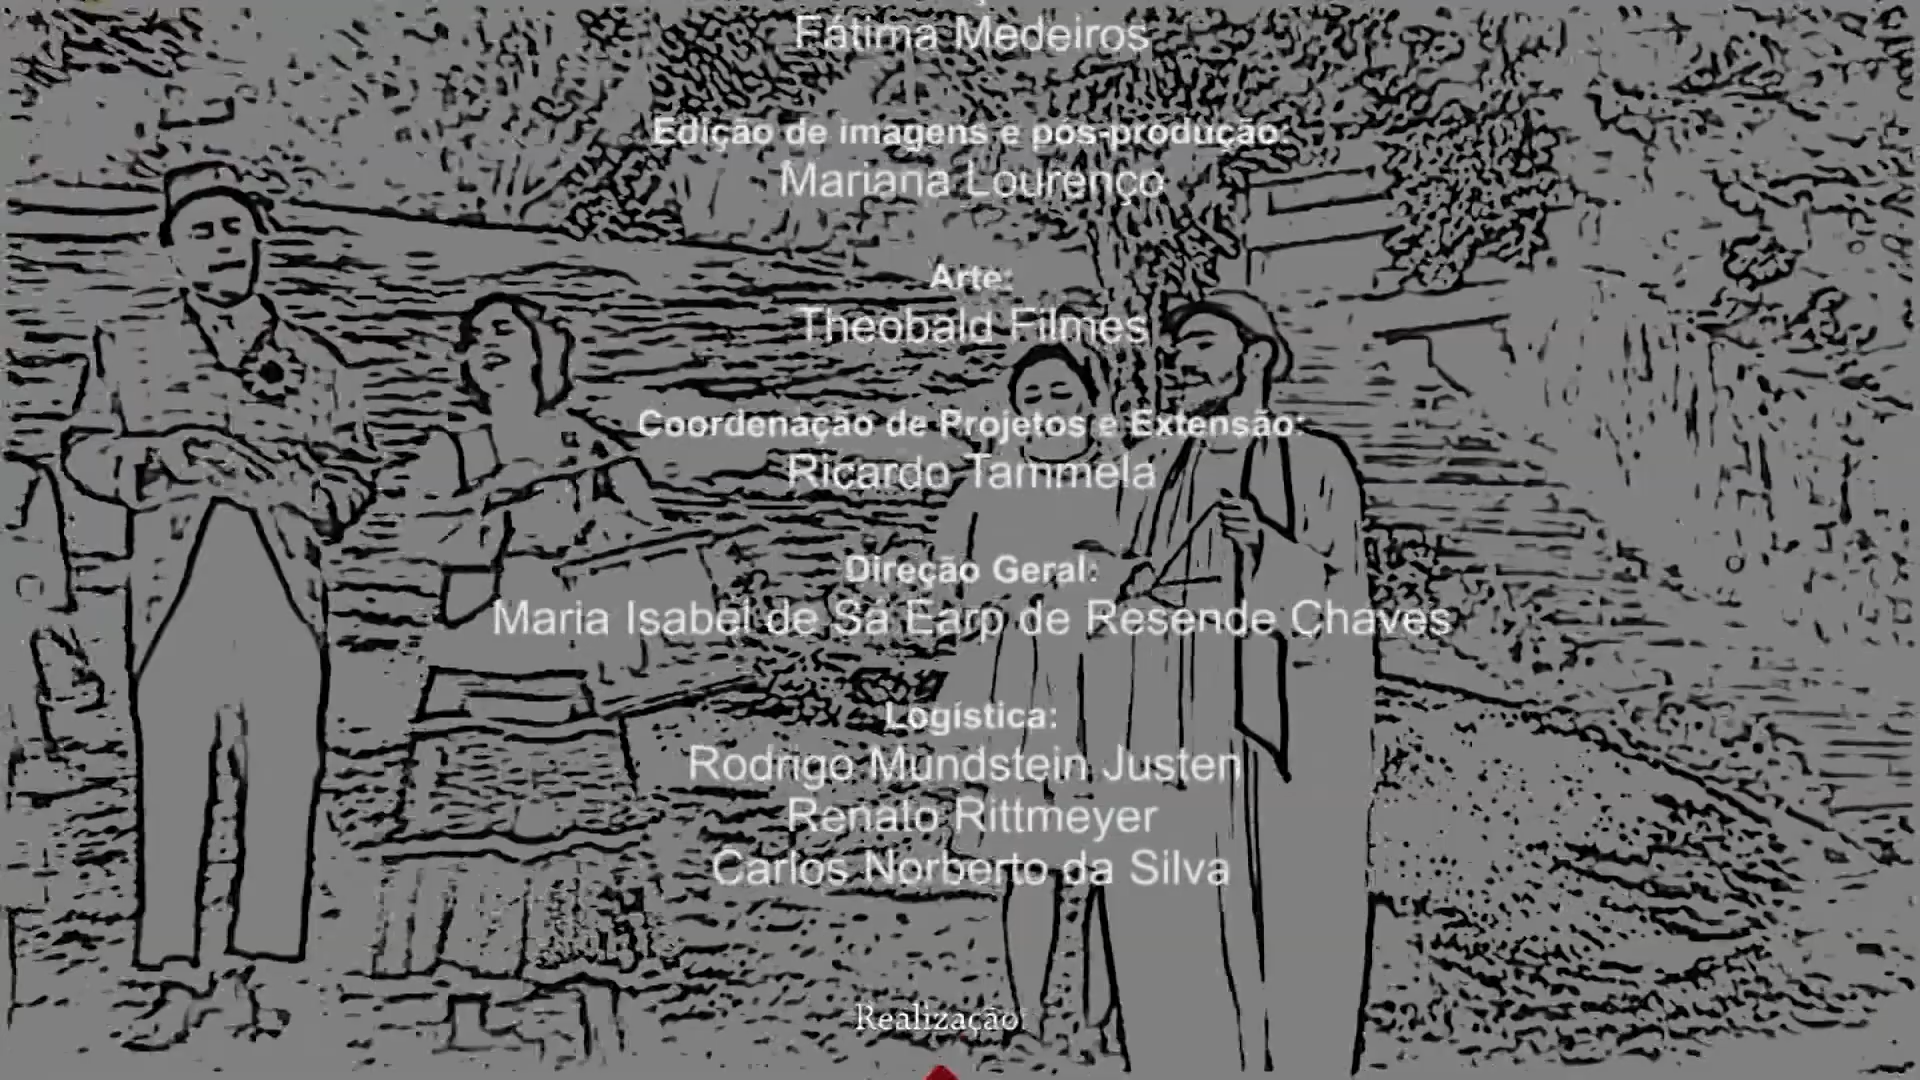 Fátima Medeiros
Edição de imagens e pós-produção:
Mariana Lourenço
Arte:
Theobald Filmes
Coordenação de Projetos e Extensão:
Ricardo Tammela
Direção Geral:
Maria Isabel de Sá Earp de Resende Chaves
Logística:
Rodrigo Mundstein Justen
Renato Rittmeyer
Carlos Norberto da Silva
Realização